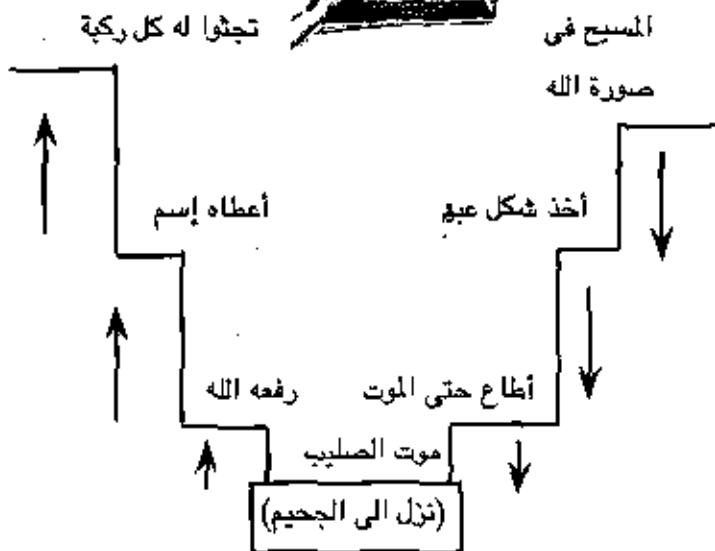 المسيح فى
تجثوا له كل ركبة
صورة الله
أخذ شكل عبد
أعطاه إسم
أطاع حتى الموت
رفعه الله
موت الصليب
(نزل الى الجحيم)